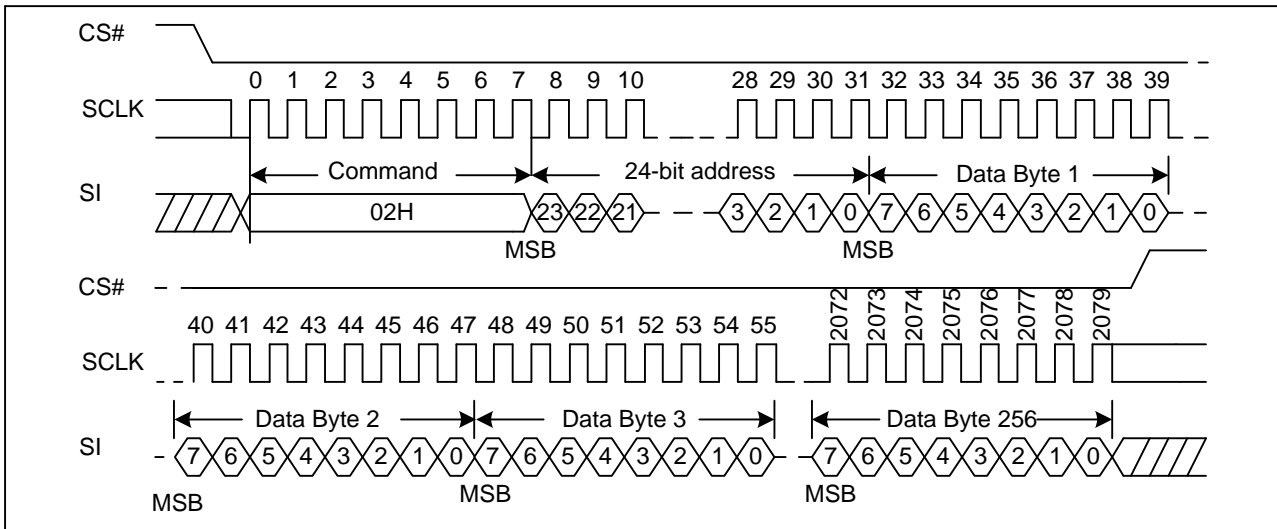 CS#
0 1 2 3 4 5 6 7 8 9 10 28 29 30 31 32 33 34 35 36 37 38 39
SCLK
Command 24-bit address Data Byte 1
SI
02H 23 22 21 3 2 1 0 7 6 5 4 3 2 1 0
MSB MSB
CS#
40 41 42 43 44 45 46 47 48 49 50 51 52 53 54 55 2072 2073 2074 2075 2076 2077 2078 2079
SCLK
Data Byte 2 Data Byte 3 Data Byte 256
SI
7 6 5 4 3 2 1 0 7 6 5 4 3 2 1 0 7 6 5 4 3 2 1 0
MSB MSB MSB